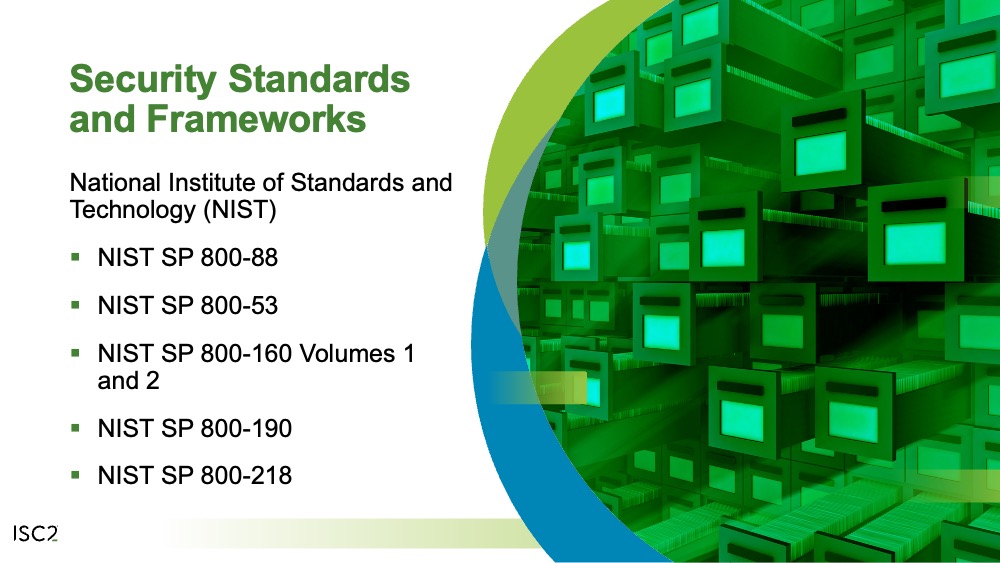 Security Standards
and Frameworks
National Institute of Standards and
Technology (NIST)
▪ NIST SP 800-88
▪ NIST SP 800-53
▪ NIST SP 800-160 Volumes 1
and 2
▪ NIST SP 800-190
▪ NIST SP 800-218
ISC2